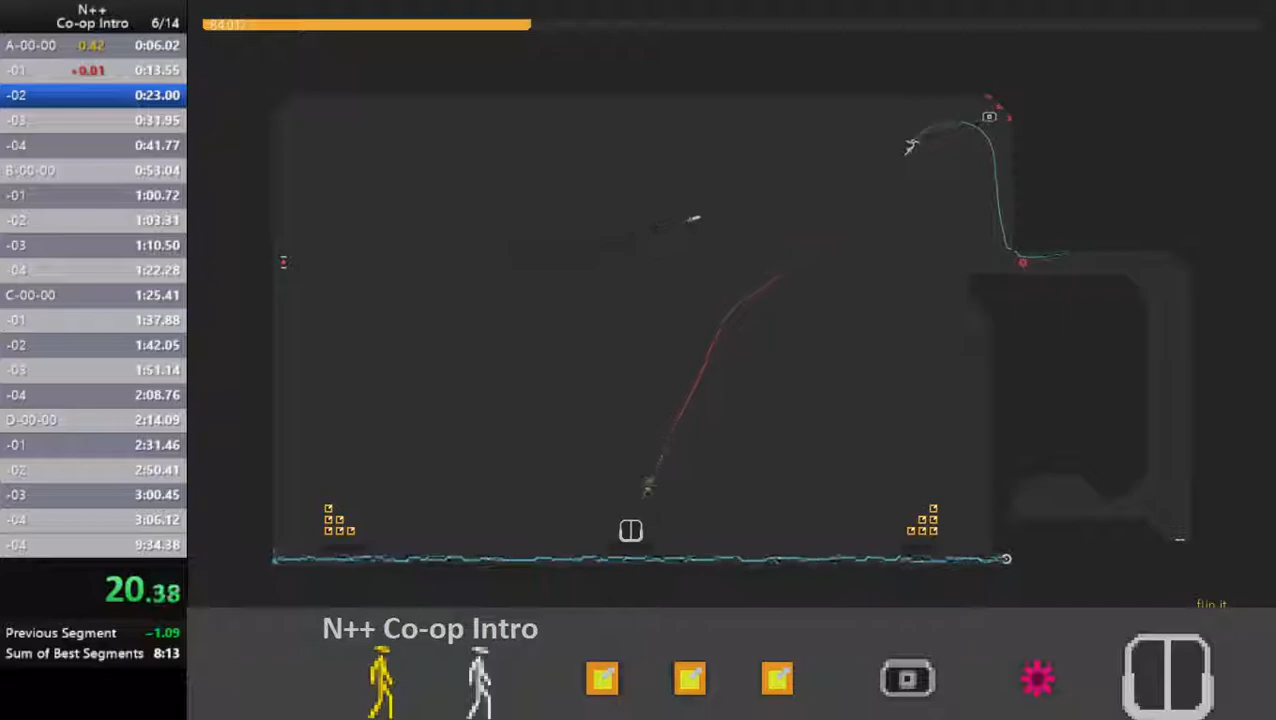 N++
Co-op Intro 6/14
A-00-00 -0.42 0:06.02
-01 +0.01 0:13.55
-02 0:23.00
-03 0:31.95
-04 0:41.77
B-00-00 0:53.04
-01 1:00.72
-02 1:03.31
-03 1:10.50
-04 1:22.28
C-00-00 1:25.41
-01 1:37.88
-02 1:42.05
-03 1:51.14
-04 2:08.76
D-00-00 2:14.09
-01 2:31.46
-02 2:50.41
-03 3:00.45
-04 3:06.12
-04 9:34.38
20.38
Previous Segment -1.09
Sum of Best Segments 8:13
flip it
N++ Co-op Intro